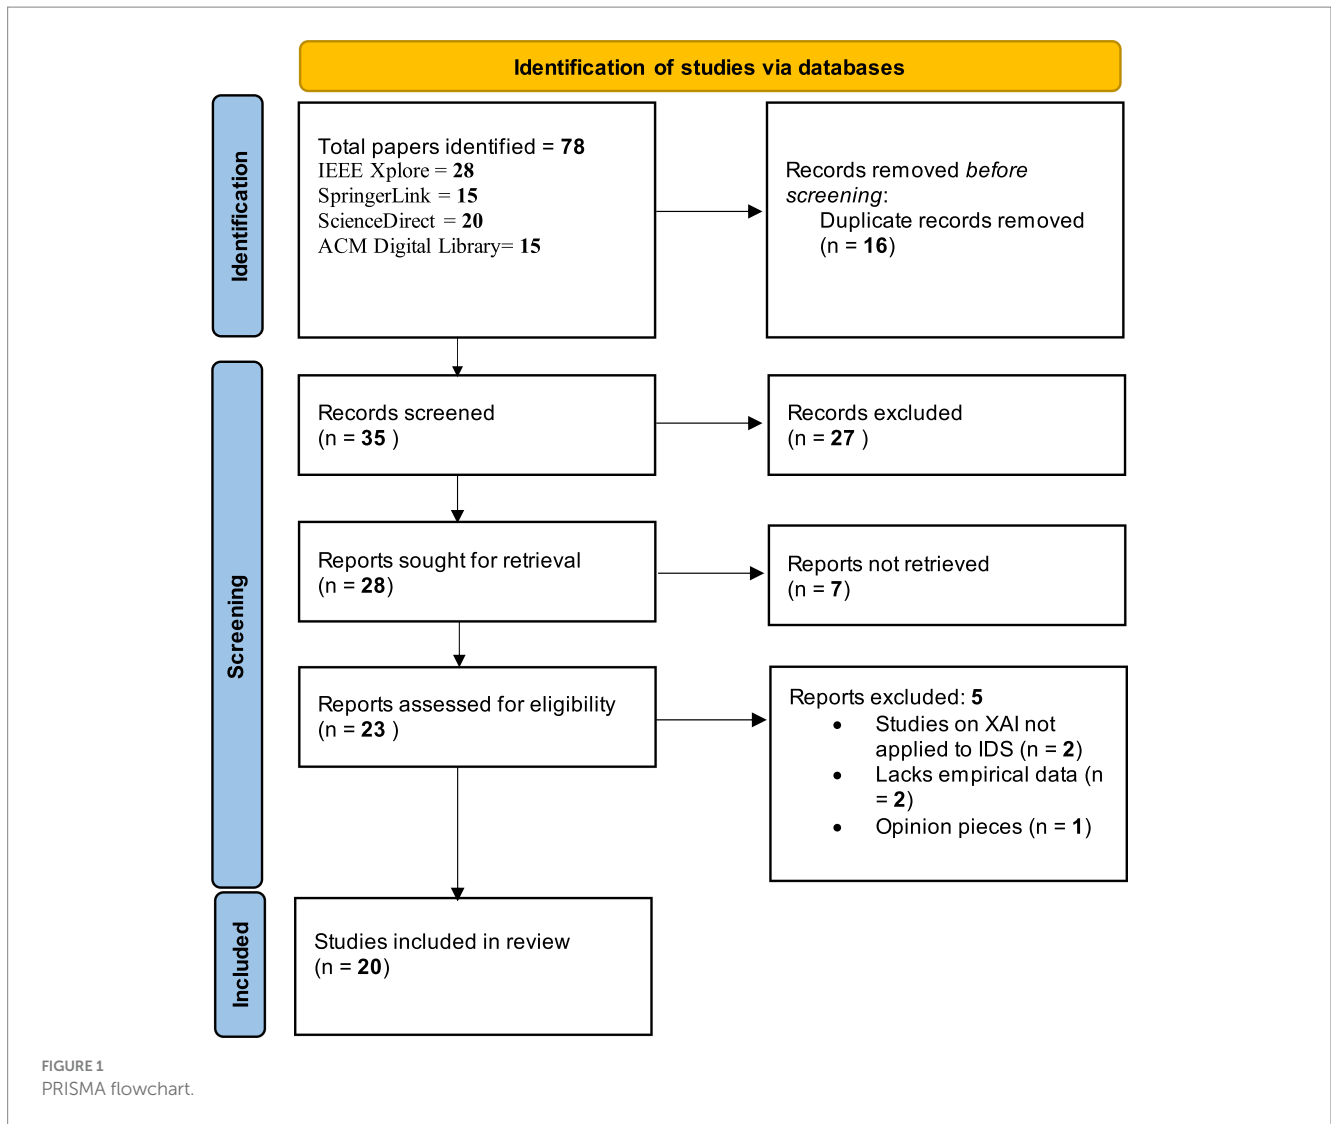 Identification of studies via databases
Identification
Total papers identified = 78
IEEE Xplore = 28
SpringerLink = 15
ScienceDirect = 20
ACM Digital Library= 15
Records removed before
screening:
Duplicate records removed
(n = 16)
Screening
Records screened
(n = 35 )
Records excluded
(n = 27 )
Reports sought for retrieval
(n = 28)
Reports not retrieved
(n = 7)
Reports assessed for eligibility
(n = 23 )
Reports excluded: 5
• Studies on XAI not
applied to IDS (n = 2)
• Lacks empirical data (n
= 2)
• Opinion pieces (n = 1)
Included
Studies included in review
(n = 20)
FIGURE 1
PRISMA flowchart.